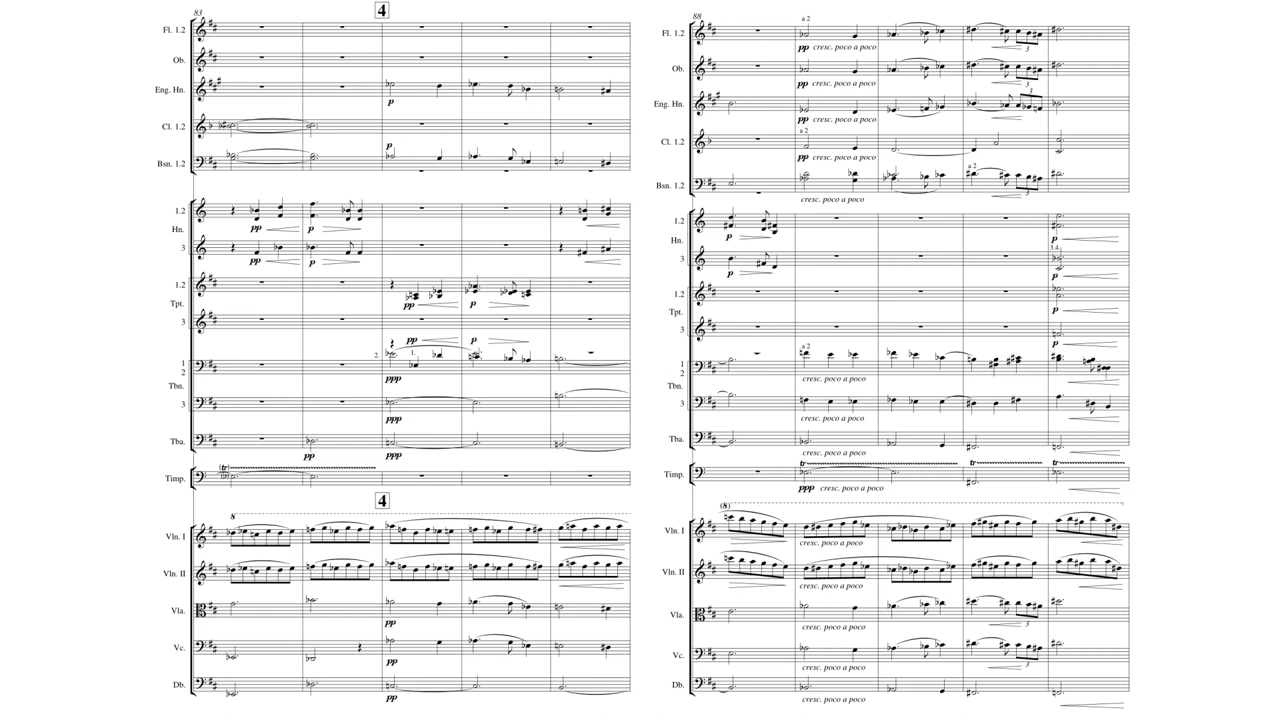 83
4
Fl. 1.2
Ob.
Eng. Hn.
p
Cl. 1.2
p
Bsn. 1.2
1.2
pp p
Hn.
3
pp p
1.2
pp p
Tpt.
3
pp p
2. 1.
1
2
ppp
Tbn.
3
ppp
Tba.
pp ppp
(tr)
Timp.
4
8
Vln. I
Vln. II
Vla.
pp
Vc.
pp
Db.
pp
88
a 2
Fl. 1.2
pp cresc. poco a poco
3
Ob.
pp cresc. poco a poco
3
3
Eng. Hn.
pp cresc. poco a poco
a 2
Cl. 1.2
pp cresc. poco a poco
a 2
Bsn. 1.2
cresc. poco a poco
3
1.2
p p
Hn.
3.4.
3
p p
1.2
p
Tpt.
3
p
a 2
1
2
cresc. poco a poco
Tbn.
3
cresc. poco a poco
Tba.
cresc. poco a poco
tr tr tr
Timp.
ppp cresc. poco a poco
(8)
Vln. I
cresc. poco a poco
Vln. II
cresc. poco a poco
Vla.
cresc. poco a poco
3
Vc.
cresc. poco a poco
3
Db.
cresc. poco a poco